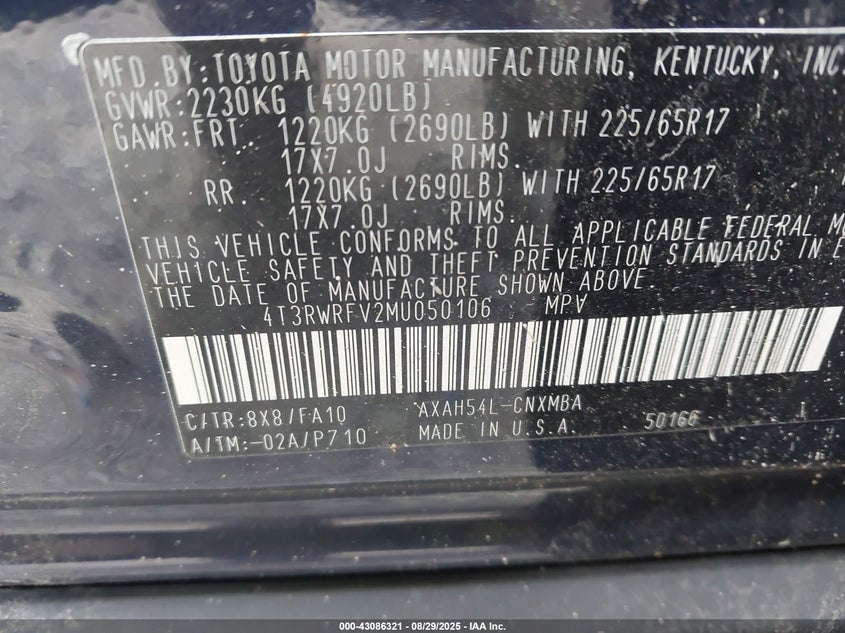 MFD. BY: TOYOTA MOTOR MANUFACTURING, KENTUCKY, INC.
GVWR: 2230KG (4920LB)
GAWR: FRT. 1220KG (2690LB) WITH 225/65R17
17X7.0J RIMS.
RR. 1220KG (2690LB) WITH 225/65R17
17X7.0J RIMS.
THIS VEHICLE CONFORMS TO ALL APPLICABLE FEDERAL
VEHICLE SAFETY AND THEFT PREVENTION STANDARDS IN
THE DATE OF MANUFACTURE SHOWN ABOVE.
4T3RWRFV2MU050106 MPV
C/TR: 8X8/FA10 AXAH54L-CNXMBA
A/TM: -02A/P710 MADE IN U.S.A. 50166
000-43086321 | 08/29/2025 | IAA Inc.